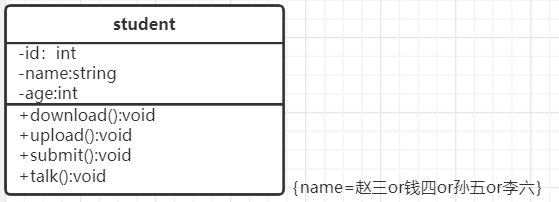 student
-id：int
-name:string
-age:int
+download():void
+upload():void
+submit():void
+talk():void
{name=赵三or钱四or孙五or李六}